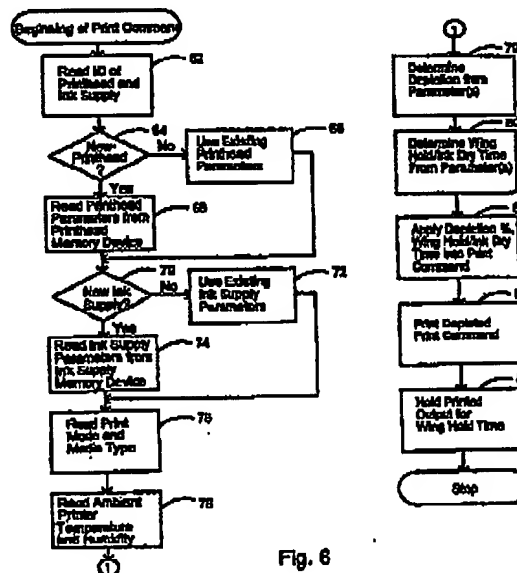 Beginning of Print Command
62
Read ID of
Printhead and
Ink Supply
64
New
Printhead
?
No
Yes
66
Use Existing
Printhead
Parameters
68
Read Printhead
Parameters from
Printhead
Memory Device
70
New Ink
Supply?
No
Yes
72
Use Existing
Ink Supply
Parameters
74
Read Ink Supply
Parameters from
Ink Supply
Memory Device
76
Read Print
Mode and
Media Type
78
Read Ambient
Printer
Temperature
and Humidity
1
1
79
Determine
Depletion from
Parameter(s)
Determine Wing
Hold/Ink Dry Time
From Parameter(s)
Apply Depletion %,
Wing Hold/Ink Dry
Time into Print
Command
Print Depleted
Print Command
Hold Printed
Output for
Wing Hold Time
Stop
Fig. 6